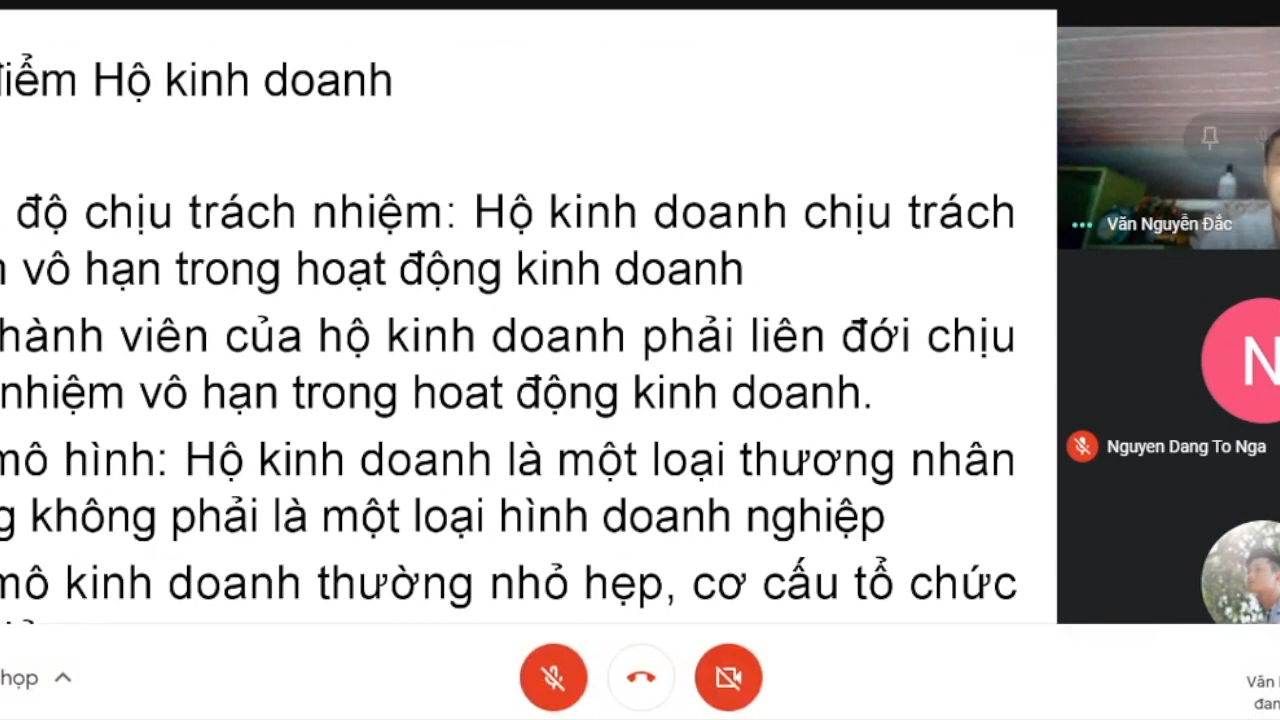 iểm Hộ kinh doanh
độ chịu trách nhiệm: Hộ kinh doanh chịu trách
vô hạn trong hoạt động kinh doanh
hành viên của hộ kinh doanh phải liên đới chịu
nhiệm vô hạn trong hoat động kinh doanh.
mô hình: Hộ kinh doanh là một loại thương nhân
g không phải là một loại hình doanh nghiệp
mô kinh doanh thường nhỏ hẹp, cơ cấu tổ chức
Văn Nguyễn Đắc
N
Nguyen Dang To Nga
họp
Văn
đan